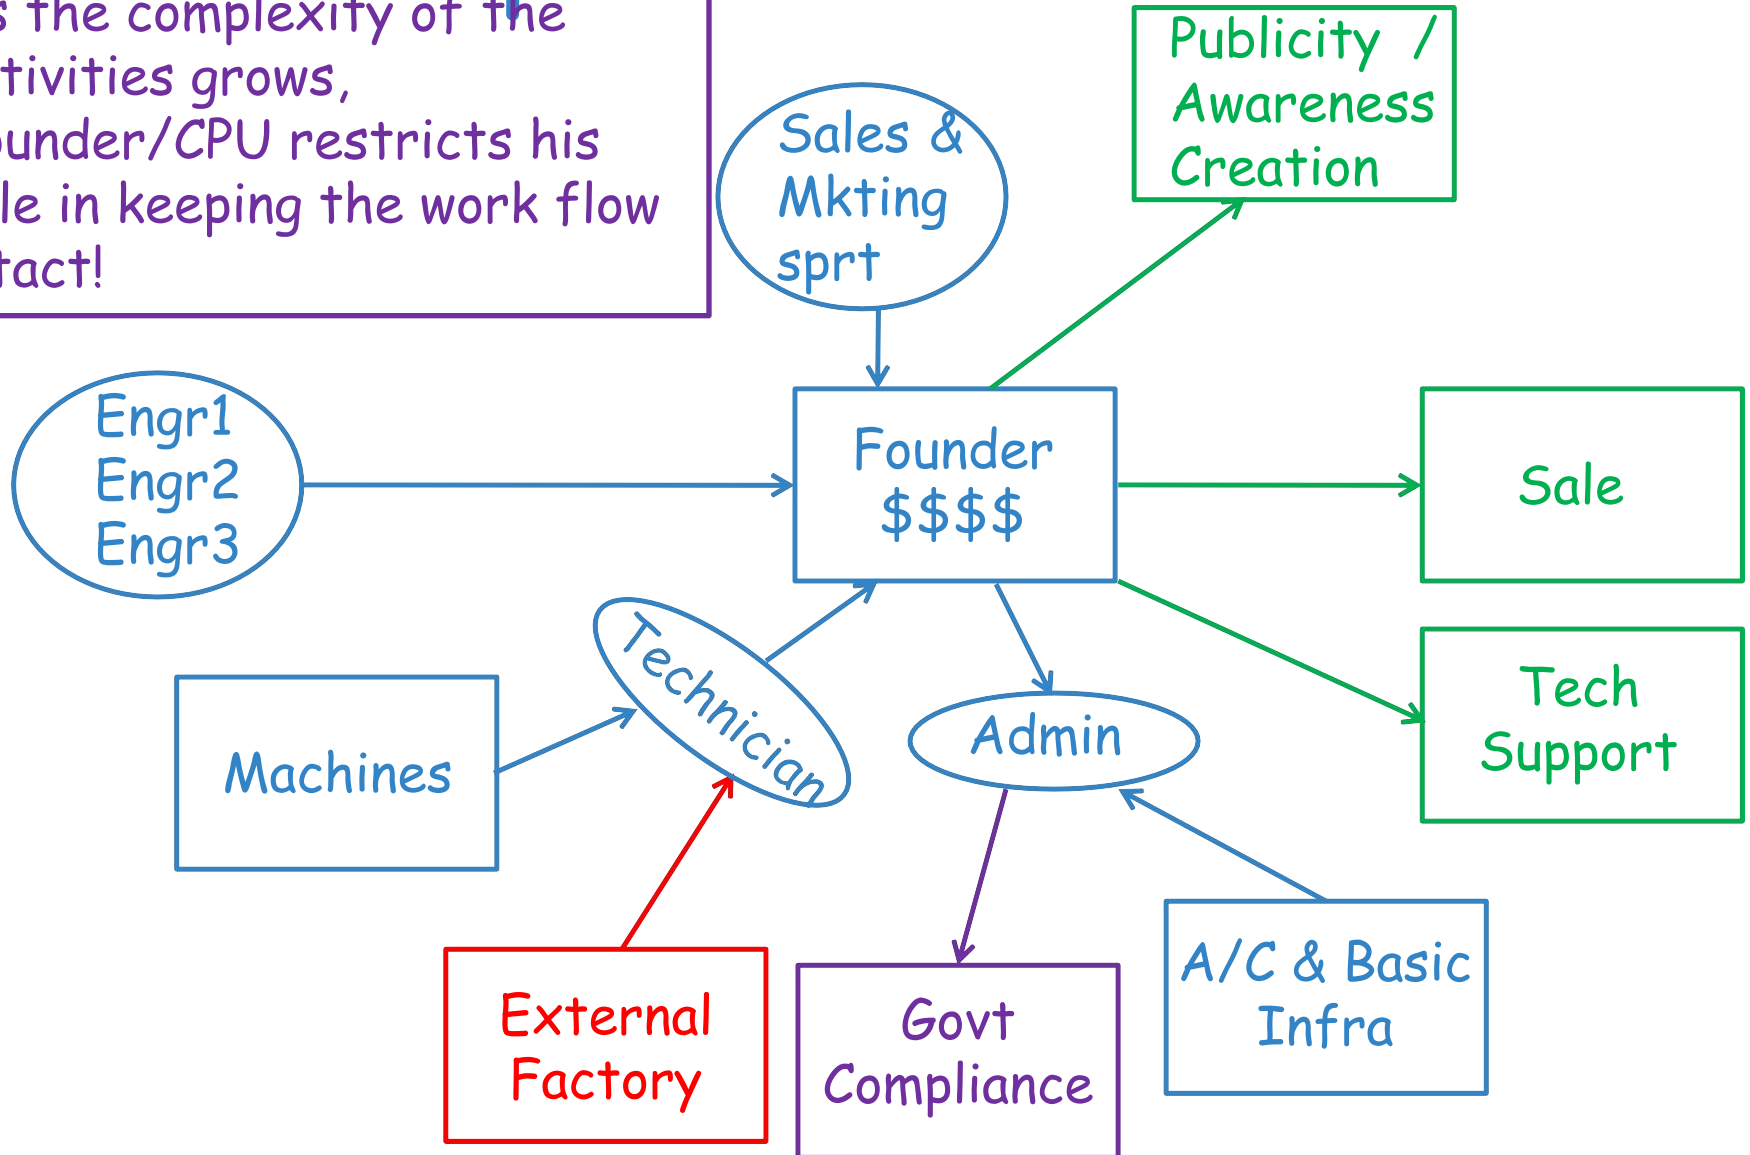 the complexity of the
tivities grows,
under/CPU restricts his
le in keeping the work flow
tact!
Publicity /
Awareness
Creation
Sales &
Mkting
sprt
Engr1
Engr2
Engr3
Founder
$$$$
Sale
Technician
Tech
Support
Machines
Admin
A/C & Basic
Infra
External
Factory
Govt
Compliance